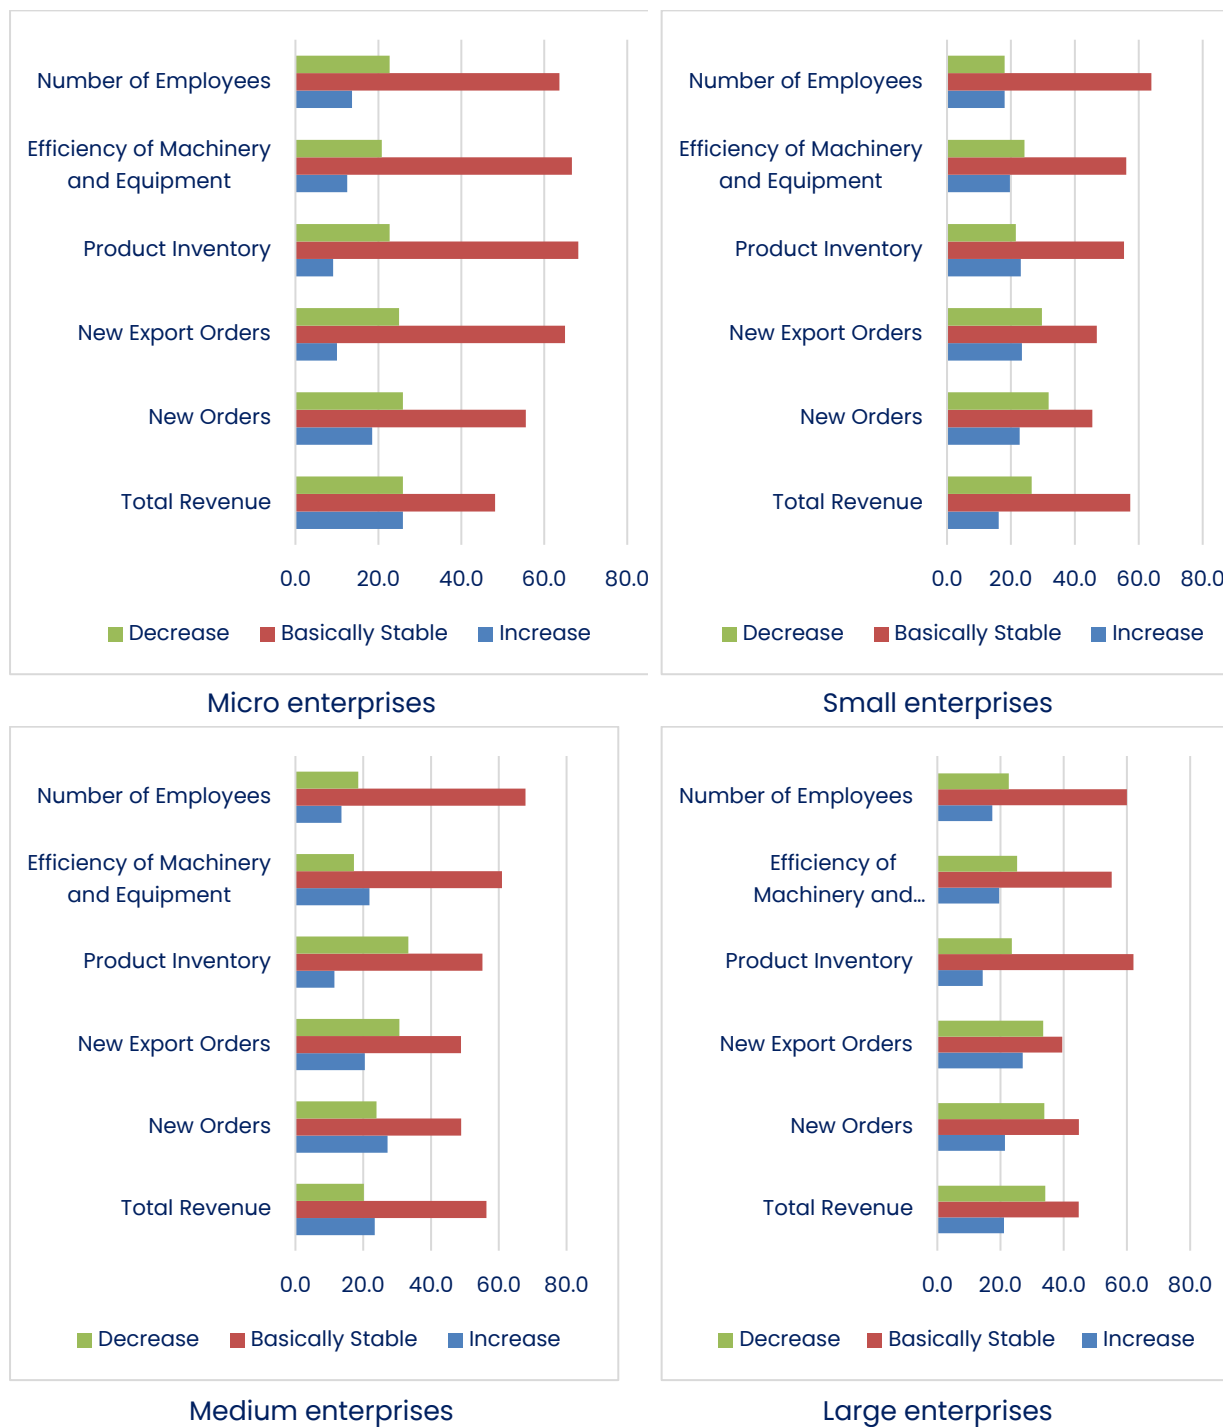 Number of Employees
Efficiency of Machinery
and Equipment
Product Inventory
New Export Orders
New Orders
Total Revenue
0.0 20.0 40.0 60.0 80.0
Decrease Basically Stable Increase
Micro enterprises
Number of Employees
Efficiency of Machinery
and Equipment
Product Inventory
New Export Orders
New Orders
Total Revenue
0.0 20.0 40.0 60.0 80.0
Decrease Basically Stable Increase
Small enterprises
Number of Employees
Efficiency of Machinery
and Equipment
Product Inventory
New Export Orders
New Orders
Total Revenue
0.0 20.0 40.0 60.0 80.0
Decrease Basically Stable Increase
Medium enterprises
Number of Employees
Efficiency of
Machinery and…
Product Inventory
New Export Orders
New Orders
Total Revenue
0.0 20.0 40.0 60.0 80.0
Decrease Basically Stable Increase
Large enterprises